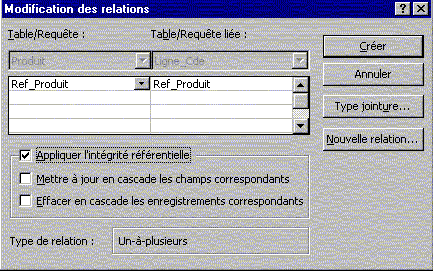 Modification des relations
Table/Requête :
Table/Requête liée :
Créer
Produit
Ligne_Cde
Annuler
Ref_Produit
Ref_Produit
Type jointure...
Nouvelle relation...
Appliquer l'intégrité référentielle
Mettre à jour en cascade les champs correspondants
Effacer en cascade les enregistrements correspondants
Type de relation :
Un-à-plusieurs